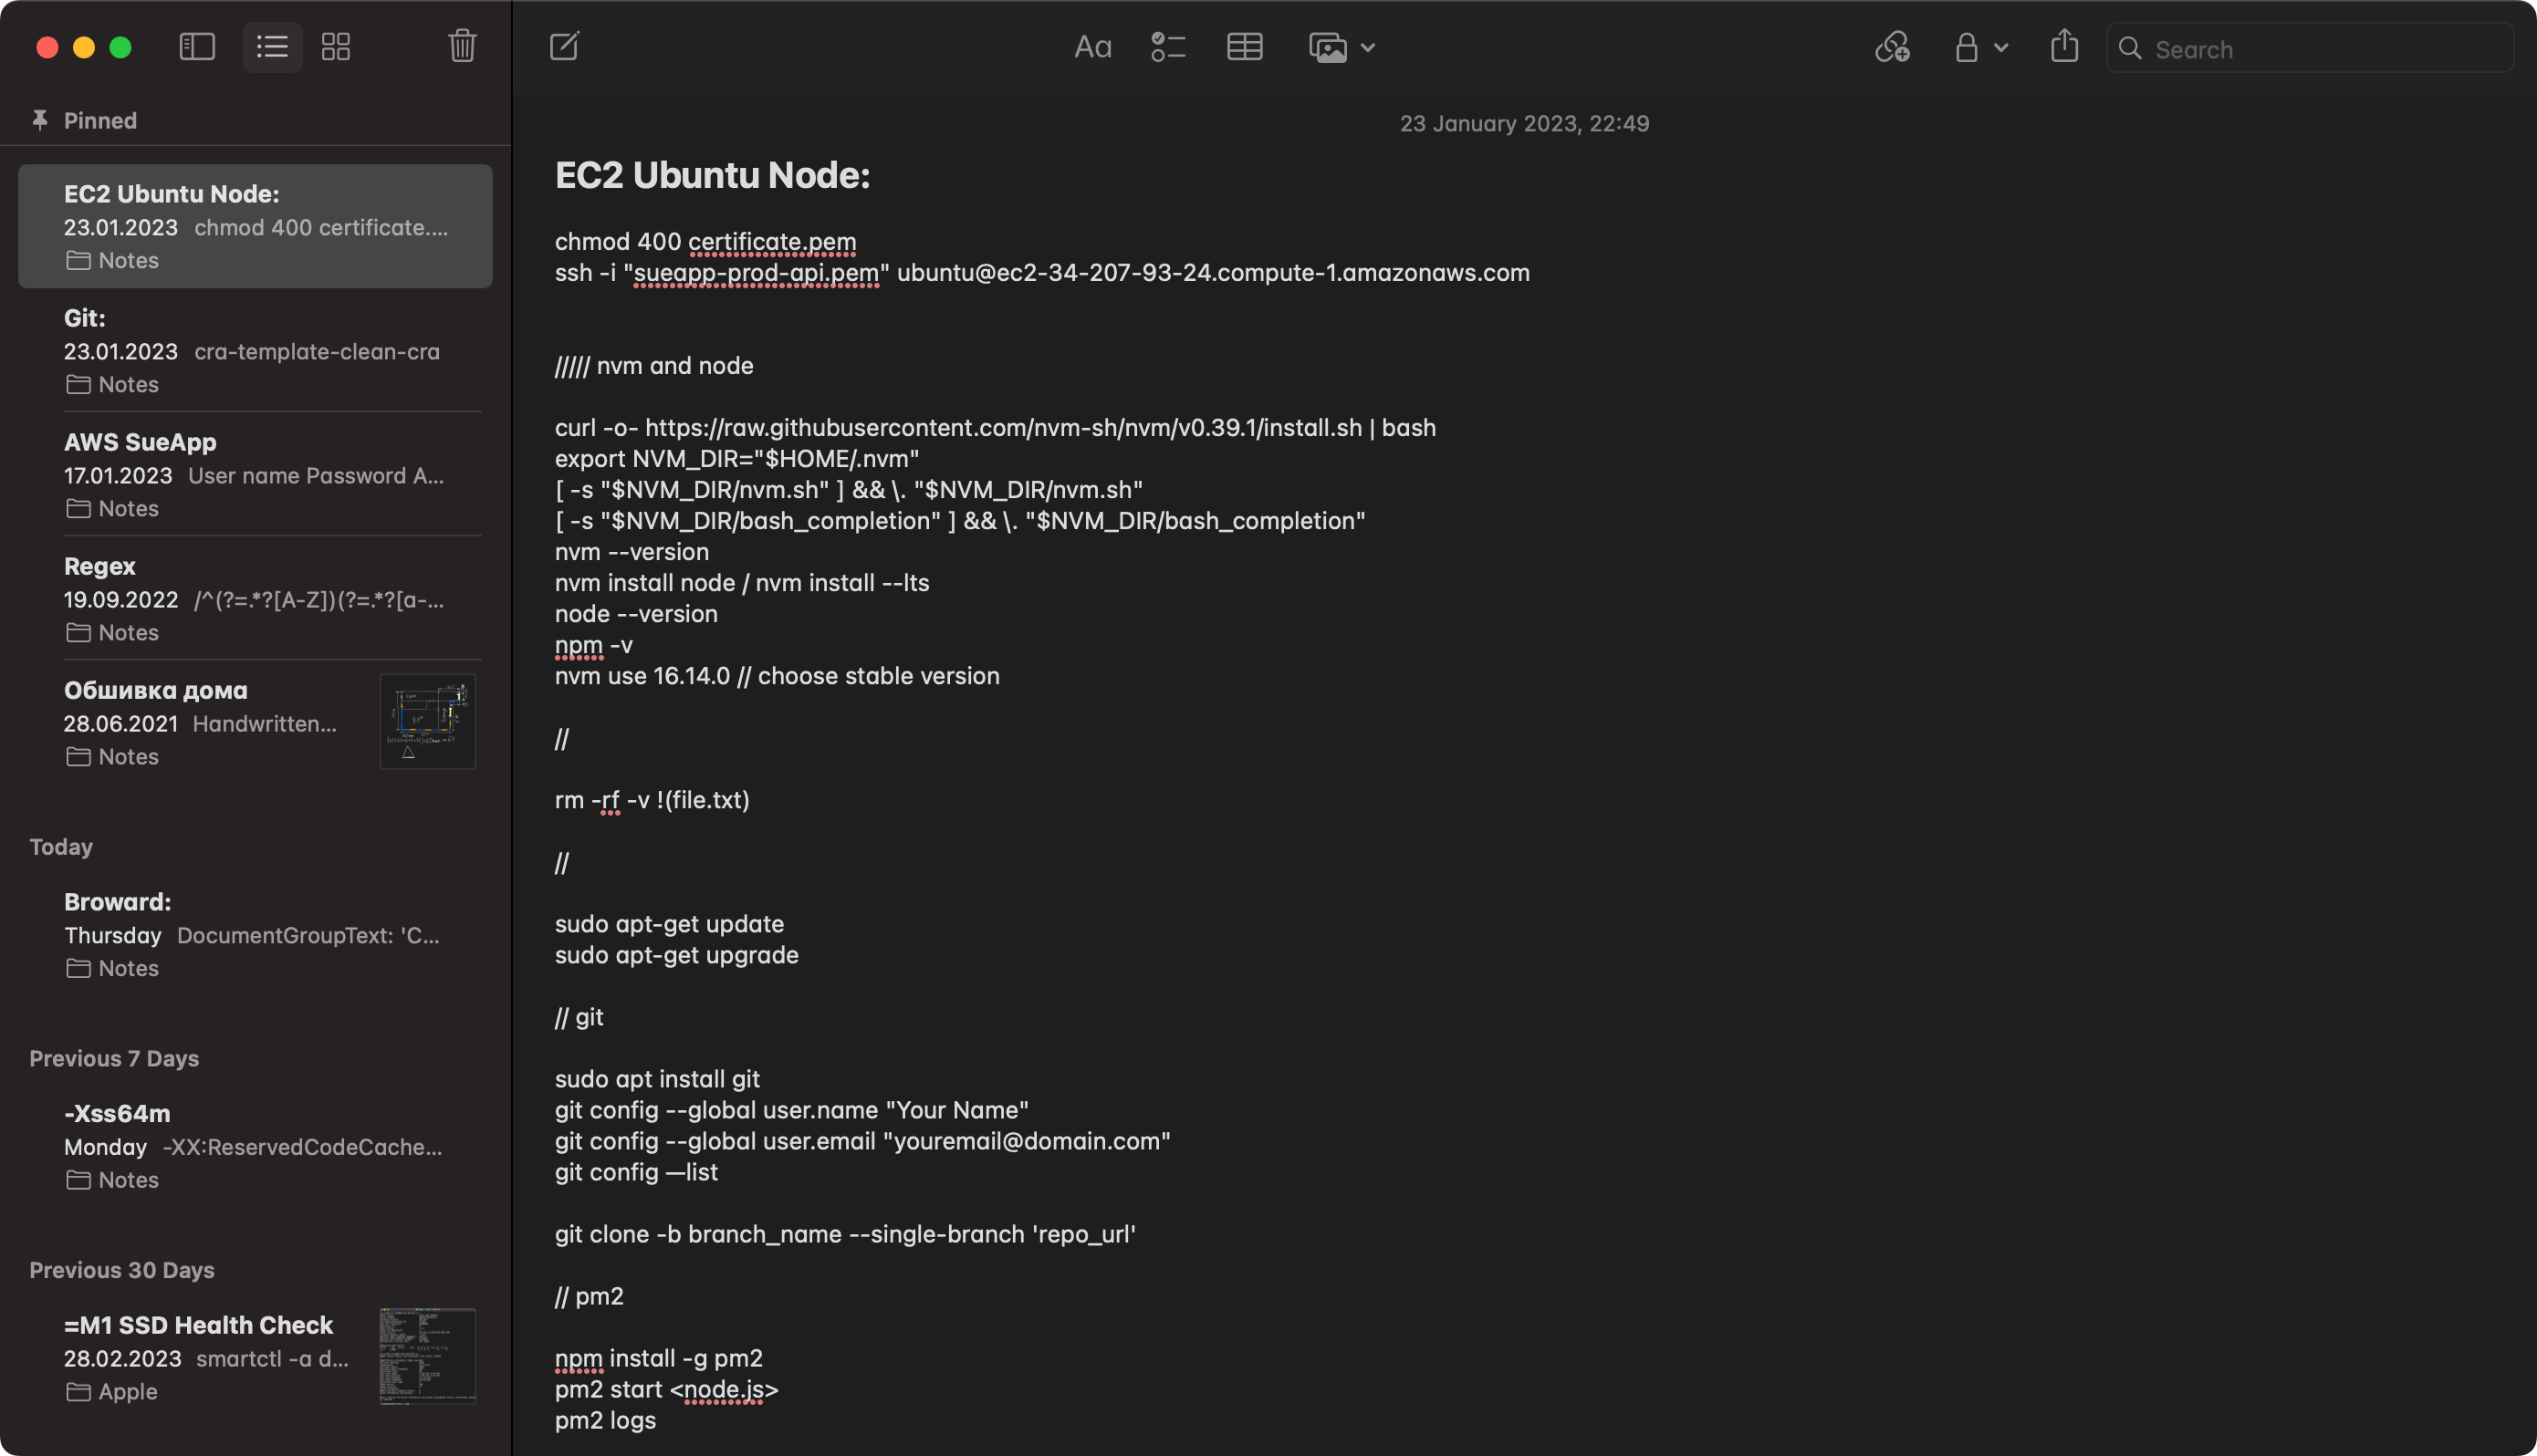 Pinned
EC2 Ubuntu Node:
23.01.2023 chmod 400 certificate....
Notes
Git:
23.01.2023 cra-template-clean-cra
Notes
AWS SueApp
17.01.2023 User name Password A...
Notes
Regex
19.09.2022 /^(?=.*?[A-Z])(?=.*?[a-...
Notes
Обшивка дома
28.06.2021 Handwritten...
Notes
Today
Broward:
Thursday DocumentGroupText: 'C...
Notes
Previous 7 Days
-Xss64m
Monday -XX:ReservedCodeCache...
Notes
Previous 30 Days
=M1 SSD Health Check
28.02.2023 smartctl -a d...
Apple
Aa
Search
23 January 2023, 22:49
EC2 Ubuntu Node:
chmod 400 certificate.pem
ssh -i "sueapp-prod-api.pem" ubuntu@ec2-34-207-93-24.compute-1.amazonaws.com
///// nvm and node
curl -o- https://raw.githubusercontent.com/nvm-sh/nvm/v0.39.1/install.sh | bash
export NVM_DIR="$HOME/.nvm"
[ -s "$NVM_DIR/nvm.sh" ] && \. "$NVM_DIR/nvm.sh"
[ -s "$NVM_DIR/bash_completion" ] && \. "$NVM_DIR/bash_completion"
nvm --version
nvm install node / nvm install --lts
node --version
npm -v
nvm use 16.14.0 // choose stable version
//
rm -rf -v !(file.txt)
//
sudo apt-get update
sudo apt-get upgrade
// git
sudo apt install git
git config --global user.name "Your Name"
git config --global user.email "youremail@domain.com"
git config —list
git clone -b branch_name --single-branch 'repo_url'
// pm2
npm install -g pm2
pm2 start <node.js>
pm2 logs